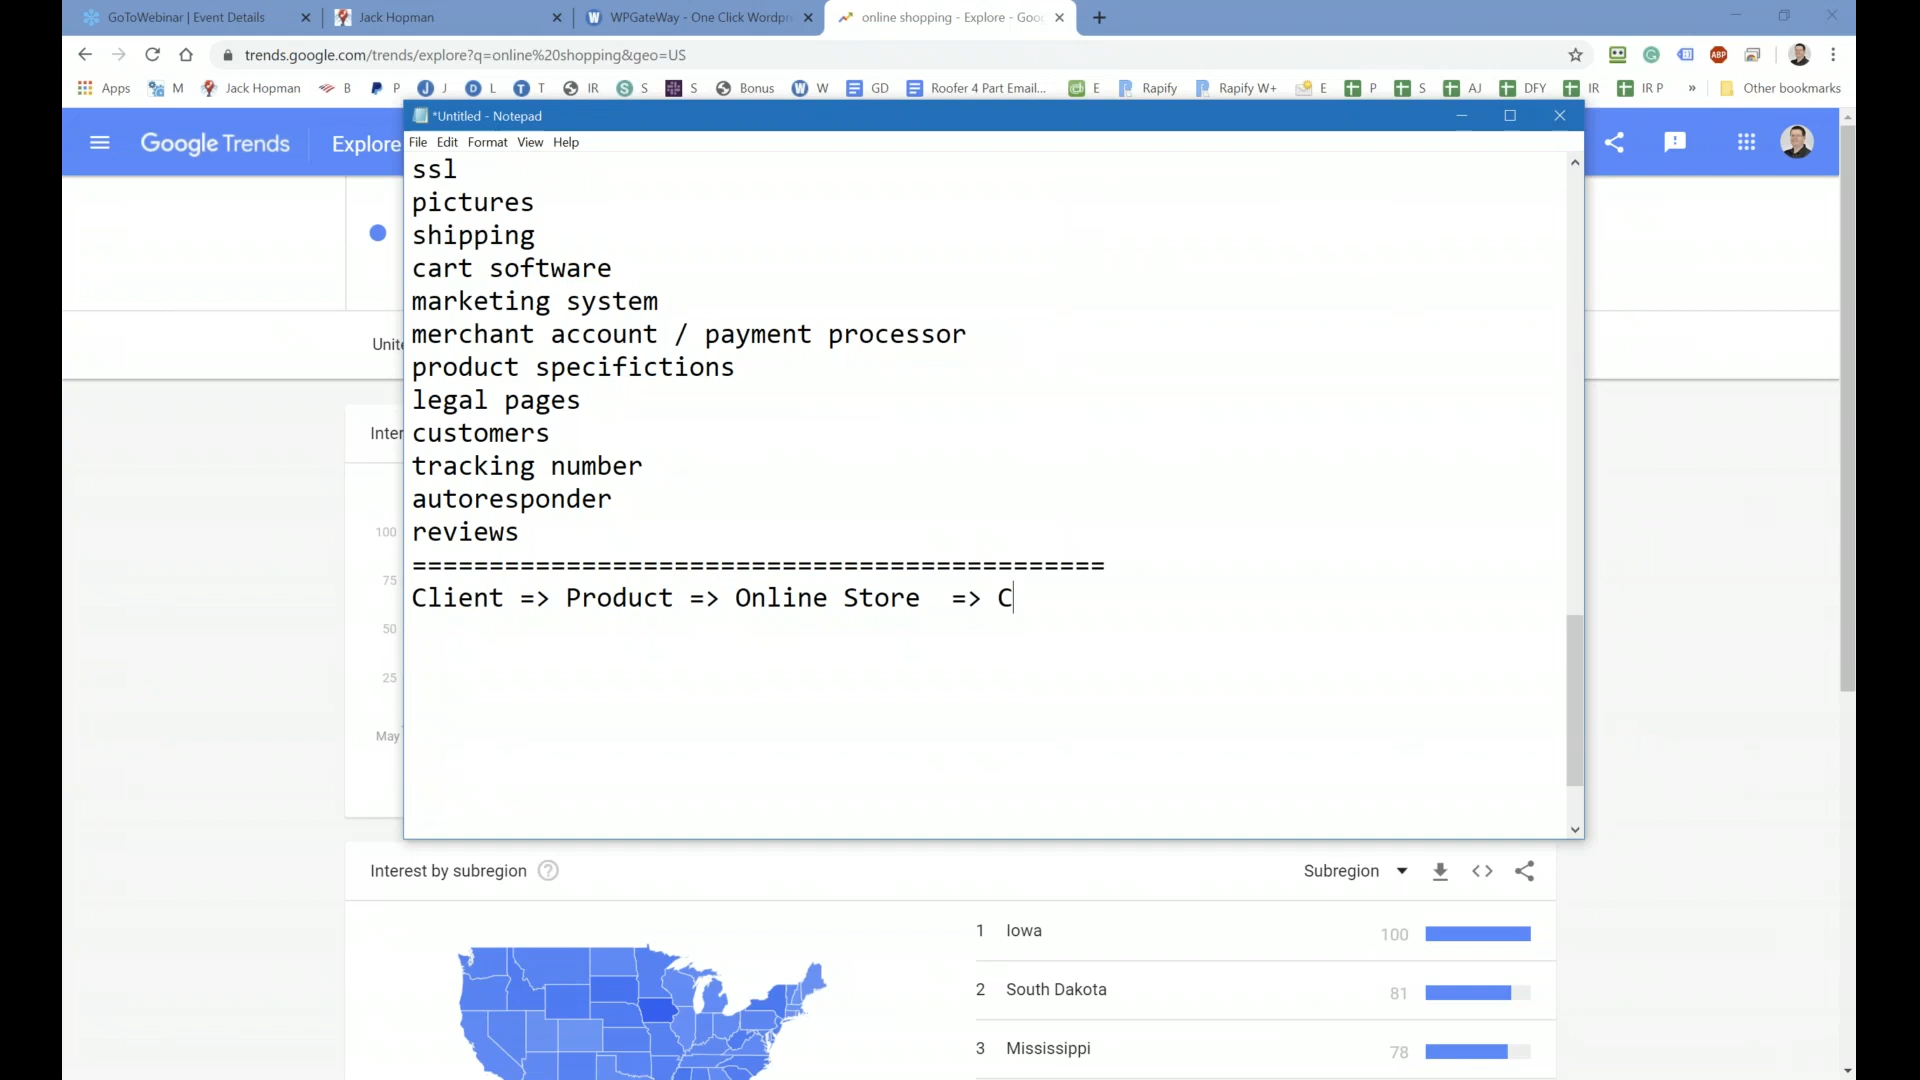 GoToWebinar | Event Details
Jack Hopman
WPGateWay - One Click Wordpr
online shopping - Explore - Goo
trends.google.com/trends/explore?q=online%20shopping&geo=US
Apps M Jack Hopman B P J L T IR S S Bonus W GD Roofer 4 Part Email... E Rapify Rapify W+ E P S AJ DFY IR IR P » Other bookmarks
ABP
Google Trends
Explore
*Untitled - Notepad
File Edit Format View Help
ssl
pictures
shipping
cart software
marketing system
merchant account / payment processor
product specifictions
legal pages
customers
tracking number
autoresponder
reviews
=============================================
Client => Product => Online Store  => C
Unite
Inter
100
75
50
25
May
Interest by subregion
Subregion
1 Iowa 100
2 South Dakota 81
3 Mississippi 78